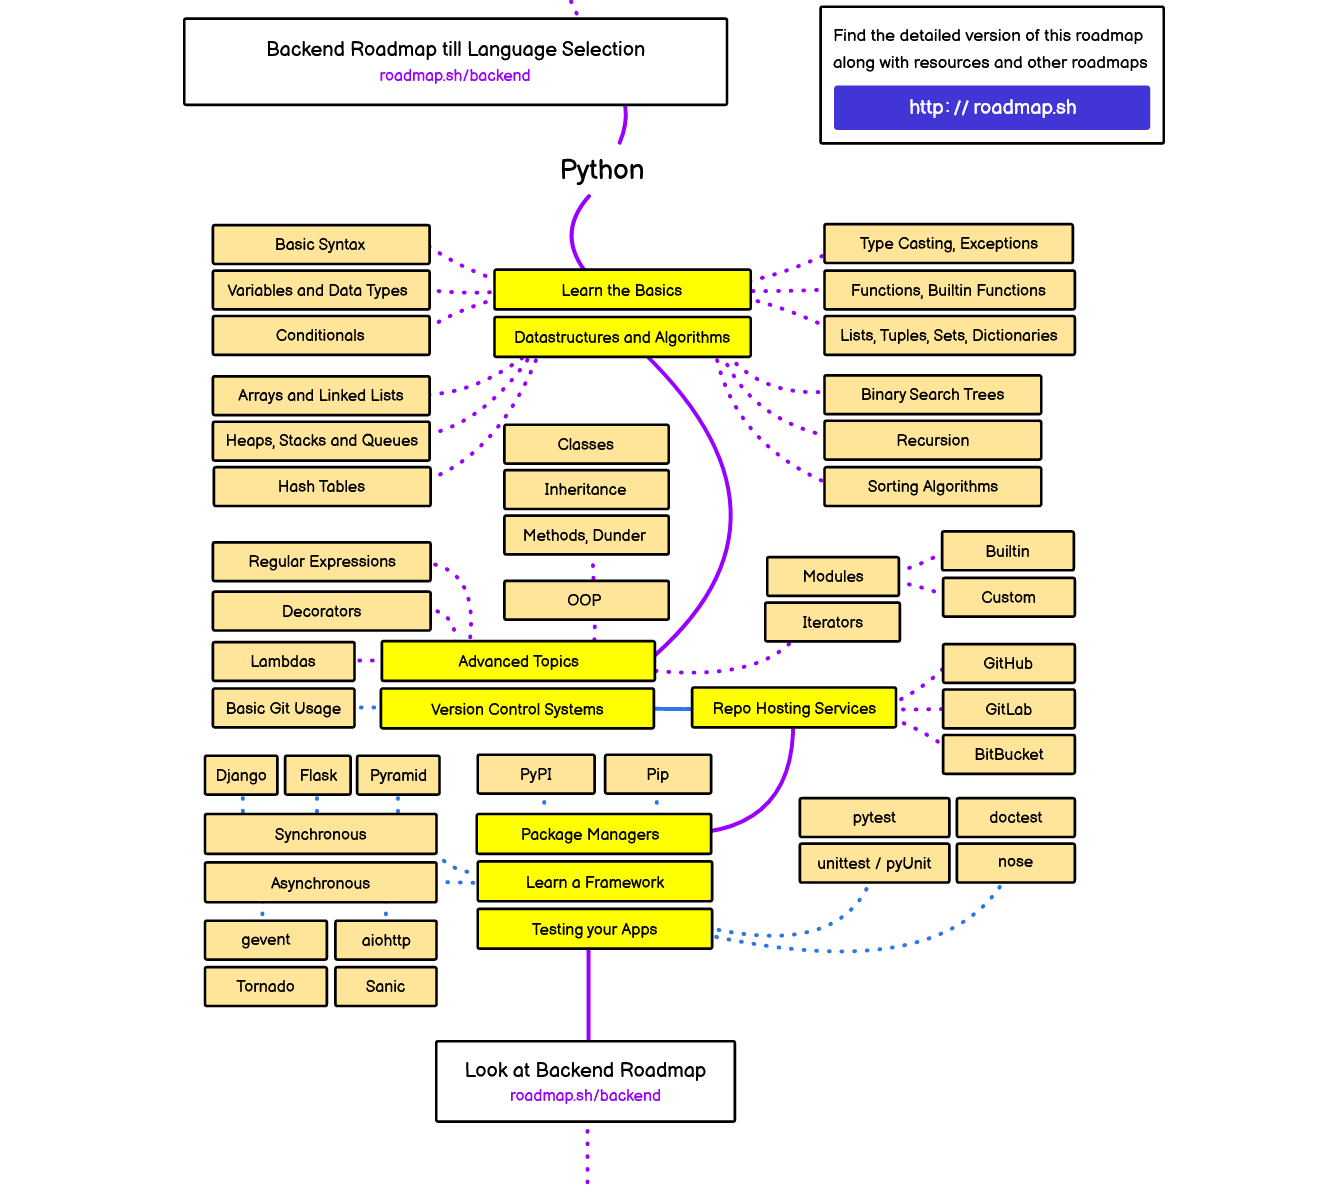 Backend Roadmap till Language Selection
roadmap.sh/backend
Find the detailed version of this roadmap
along with resources and other roadmaps
http: // roadmap.sh
Python
Basic Syntax
Variables and Data Types
Conditionals
Learn the Basics
Datastructures and Algorithms
Type Casting, Exceptions
Functions, Builtin Functions
Lists, Tuples, Sets, Dictionaries
Arrays and Linked Lists
Heaps, Stacks and Queues
Hash Tables
Binary Search Trees
Recursion
Sorting Algorithms
Classes
Inheritance
Methods, Dunder
OOP
Regular Expressions
Decorators
Lambdas
Basic Git Usage
Advanced Topics
Version Control Systems
Modules
Iterators
Builtin
Custom
Repo Hosting Services
GitHub
GitLab
BitBucket
Django
Flask
Pyramid
Synchronous
Asynchronous
gevent
aiohttp
Tornado
Sanic
PyPI
Pip
Package Managers
Learn a Framework
Testing your Apps
pytest
doctest
unittest / pyUnit
nose
Look at Backend Roadmap
roadmap.sh/backend